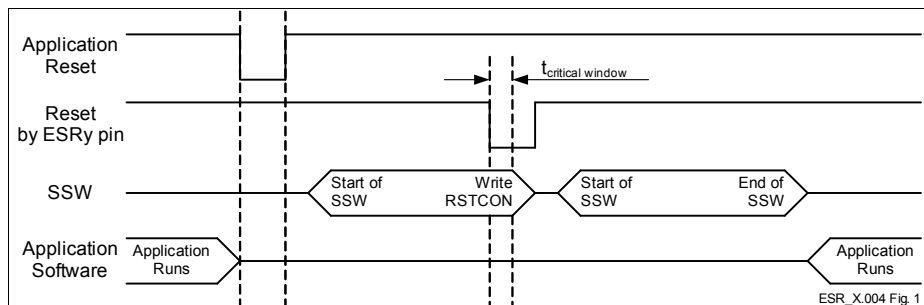 Application
Reset
t critical window
Reset
by ESRy pin
SSW
Start of
SSW
Write
RSTCON
Start of
SSW
End of
SSW
Application
Software
Application
Runs
Application
Runs
ESR_X.004 Fig. 1